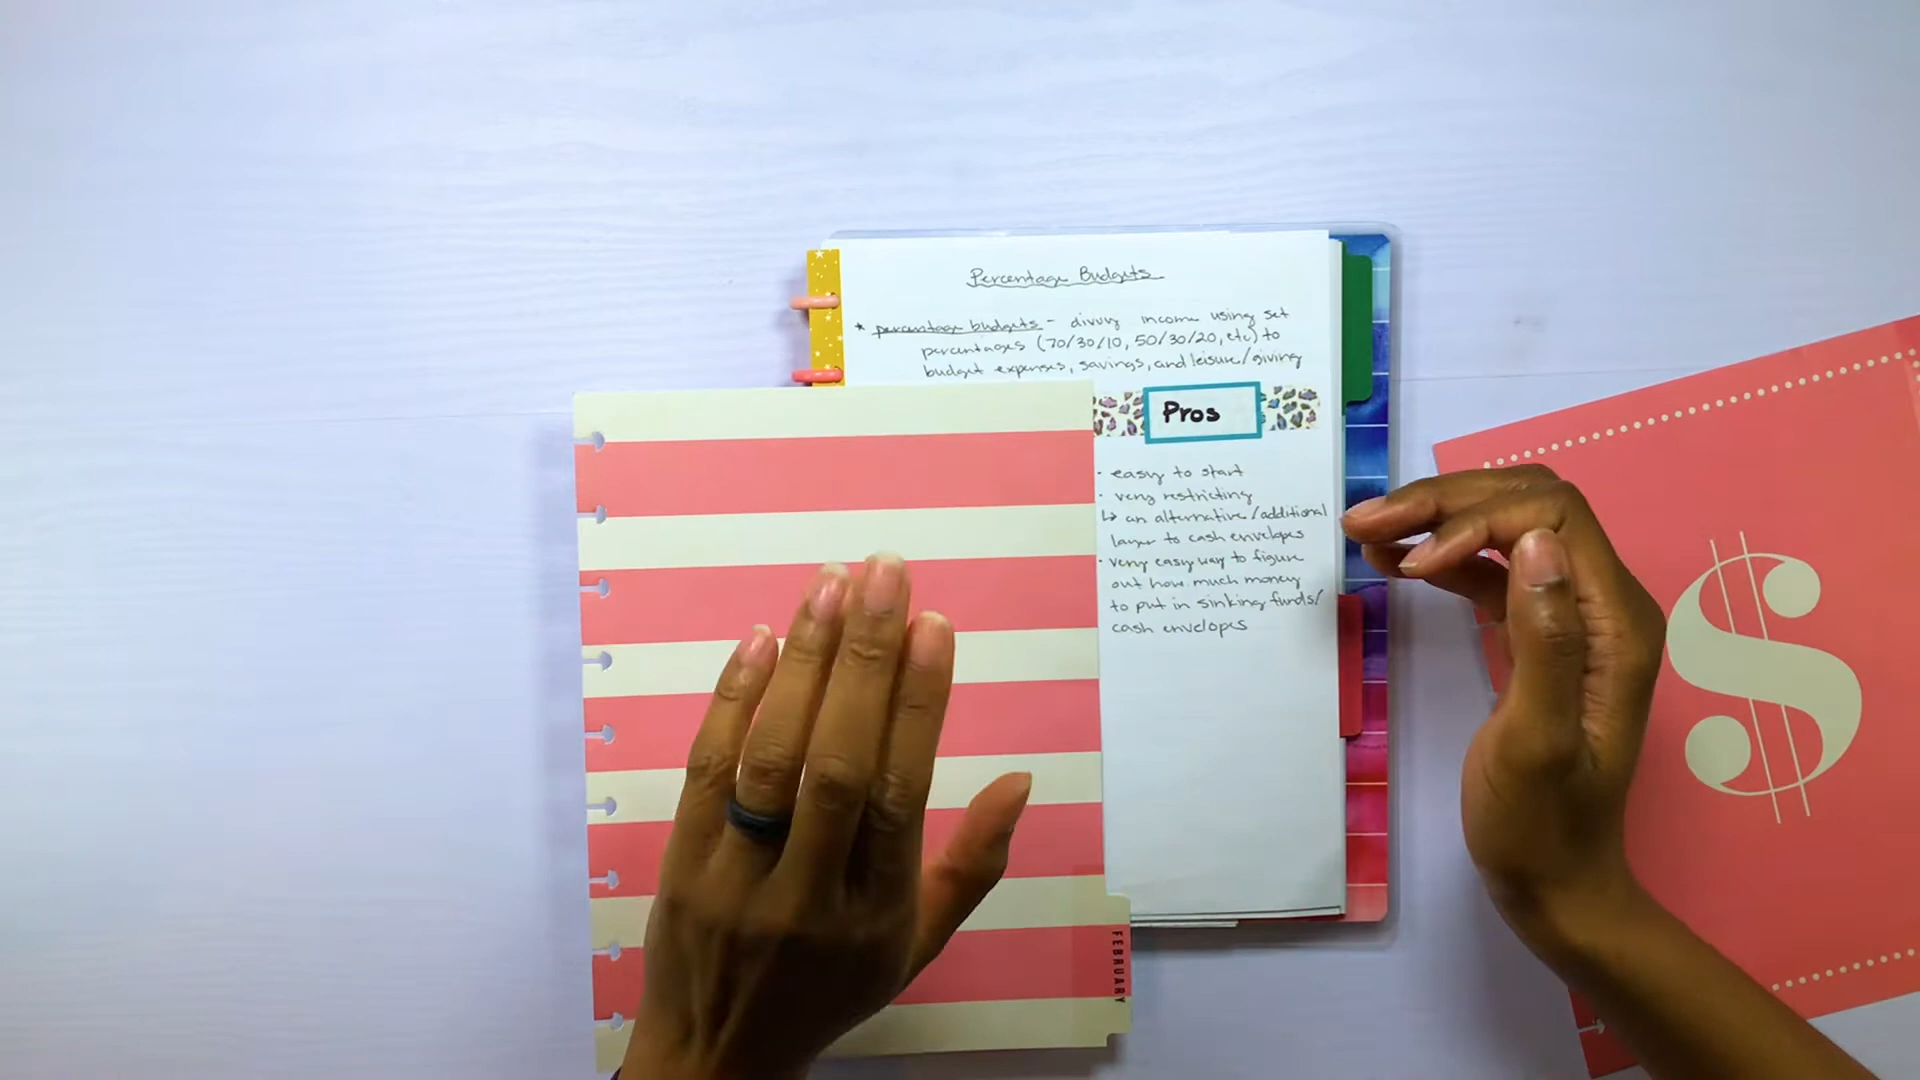 Percentage Budgets
* percentage budgets - divvy income using set
percentages (70/30/10, 50/30/20, etc) to
budget expenses, savings, and leisure/giving
Pros
· easy to start
· very restricting
↳ an alternative/additional
layer to cash envelopes
· very easy way to figure
out how much money
to put in sinking funds/
cash envelopes
FEBRUARY
$